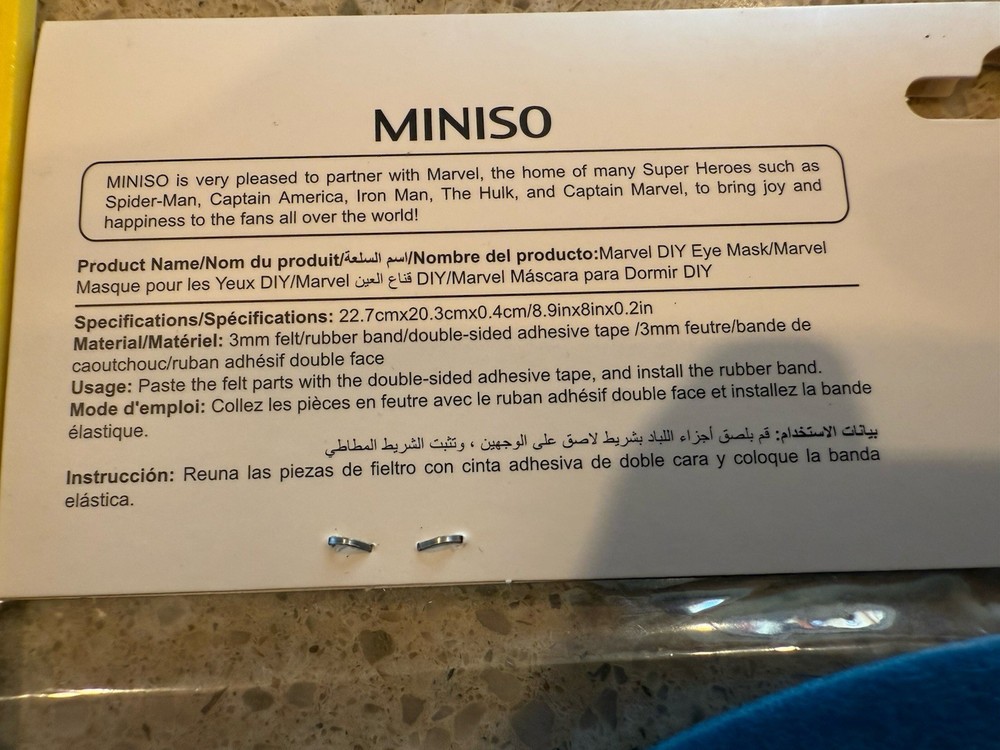 MINISO
MINISO is very pleased to partner with Marvel, the home of many Super Heroes such as
Spider-Man, Captain America, Iron Man, The Hulk, and Captain Marvel, to bring joy and
happiness to the fans all over the world!
Product Name/Nom du produit/اسم السلعة/Nombre del producto:Marvel DIY Eye Mask/Marvel
Masque pour les Yeux DIY/Marvel قناع العين DIY/Marvel Máscara para Dormir DIY
Specifications/Spécifications: 22.7cmx20.3cmx0.4cm/8.9inx8inx0.2in
Material/Matériel: 3mm felt/rubber band/double-sided adhesive tape /3mm feutre/bande de
caoutchouc/ruban adhésif double face
Usage: Paste the felt parts with the double-sided adhesive tape, and install the rubber band.
Mode d'emploi: Collez les pièces en feutre avec le ruban adhésif double face et installez la bande
élastique.
بيانات الاستخدام: قم بلصق أجزاء اللباد بشريط لاصق على الوجهين ، وتثبت الشريط المطاطي
Instrucción: Reuna las piezas de fieltro con cinta adhesiva de doble cara y coloque la banda
elástica.